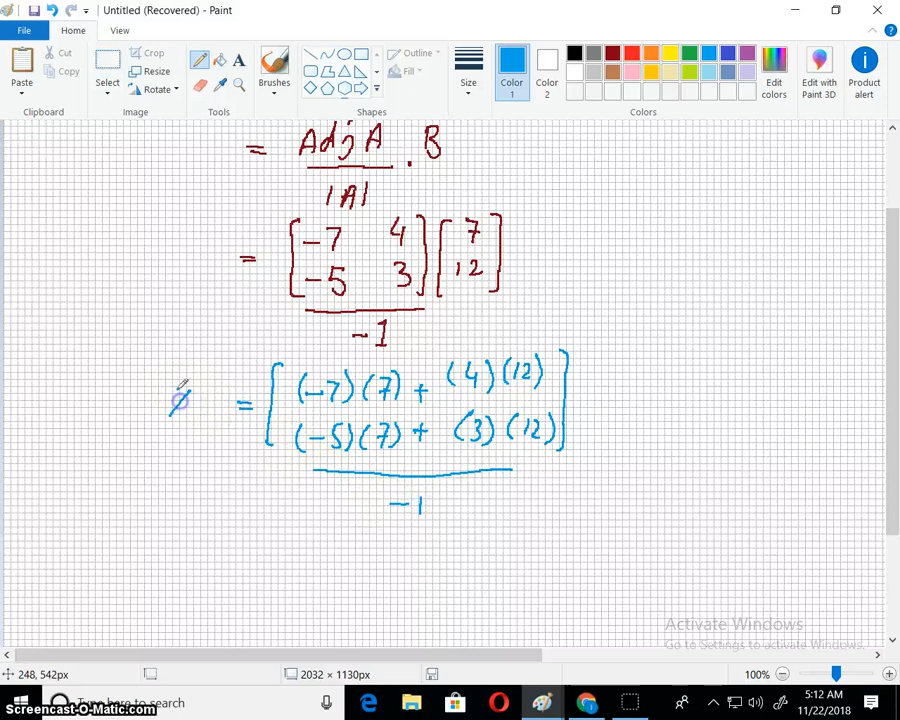 Untitled (Recovered) - Paint
File Home View
Paste Cut Copy Select Crop Resize Rotate Brushes Outline Fill Size Color 1 Color 2 Edit colors Edit with Paint 3D Product alert
Clipboard Image Tools Shapes Colors
= Adj A . B
|A|
= [ -7 4 ] [ 7 ]
[ -5 3 ] [ 12 ]
-1
= [ (-7)(7) + (4)(12) ]
[ (-5)(7) + (3)(12) ]
-1
Activate Windows
Go to Settings to activate Windows.
248, 542px 2032 × 1130px 100%
Type here to search
5:12 AM
11/22/2018
Screencast-O-Matic.com